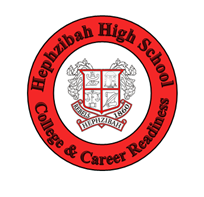 Hephzibah High School
HEPHZIBAH
College & Career Readiness